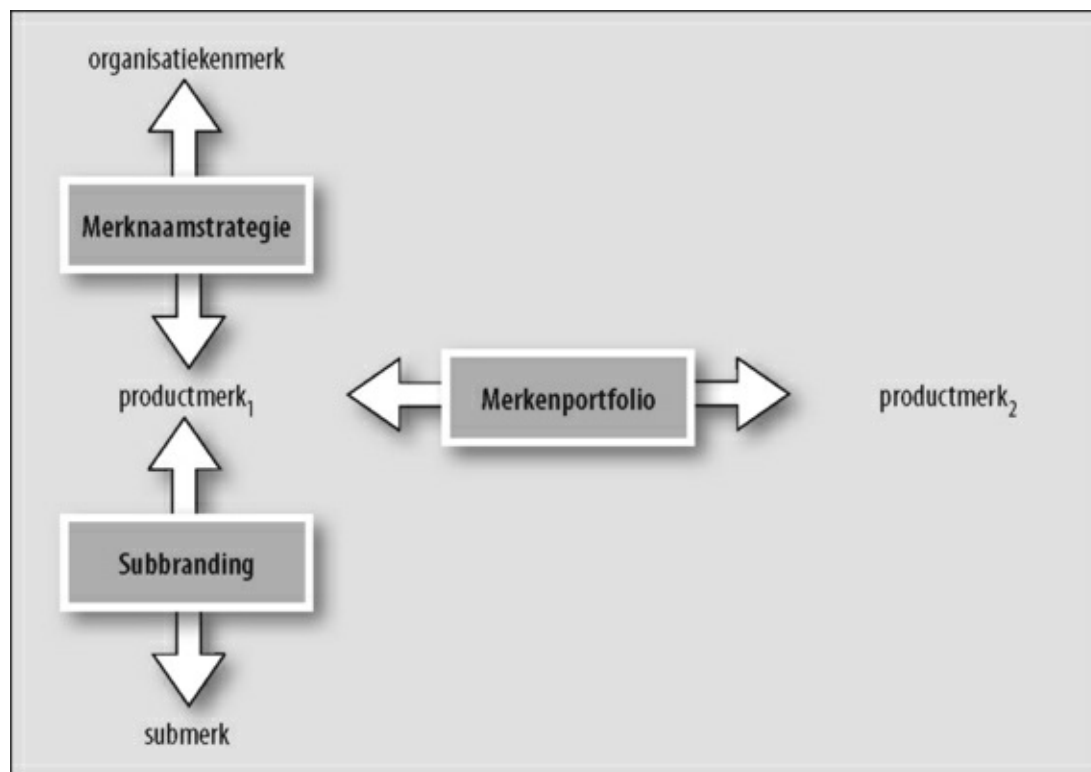 organisatiekenmerk
Merknaamstrategie
productmerk₁
Merkenportfolio
productmerk₂
Subbranding
submerk